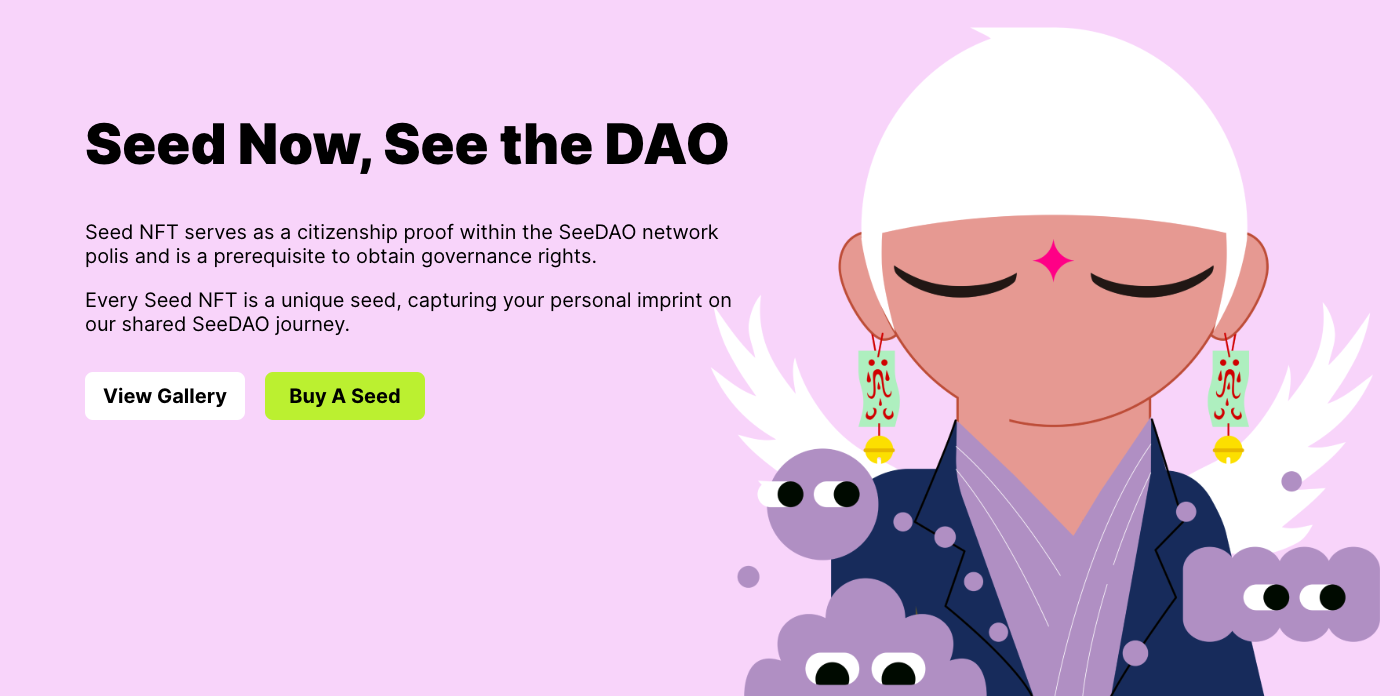 Seed Now, See the DAO
Seed NFT serves as a citizenship proof within the SeeDAO network
polis and is a prerequisite to obtain governance rights.
Every Seed NFT is a unique seed, capturing your personal imprint on
our shared SeeDAO journey.
View Gallery
Buy A Seed